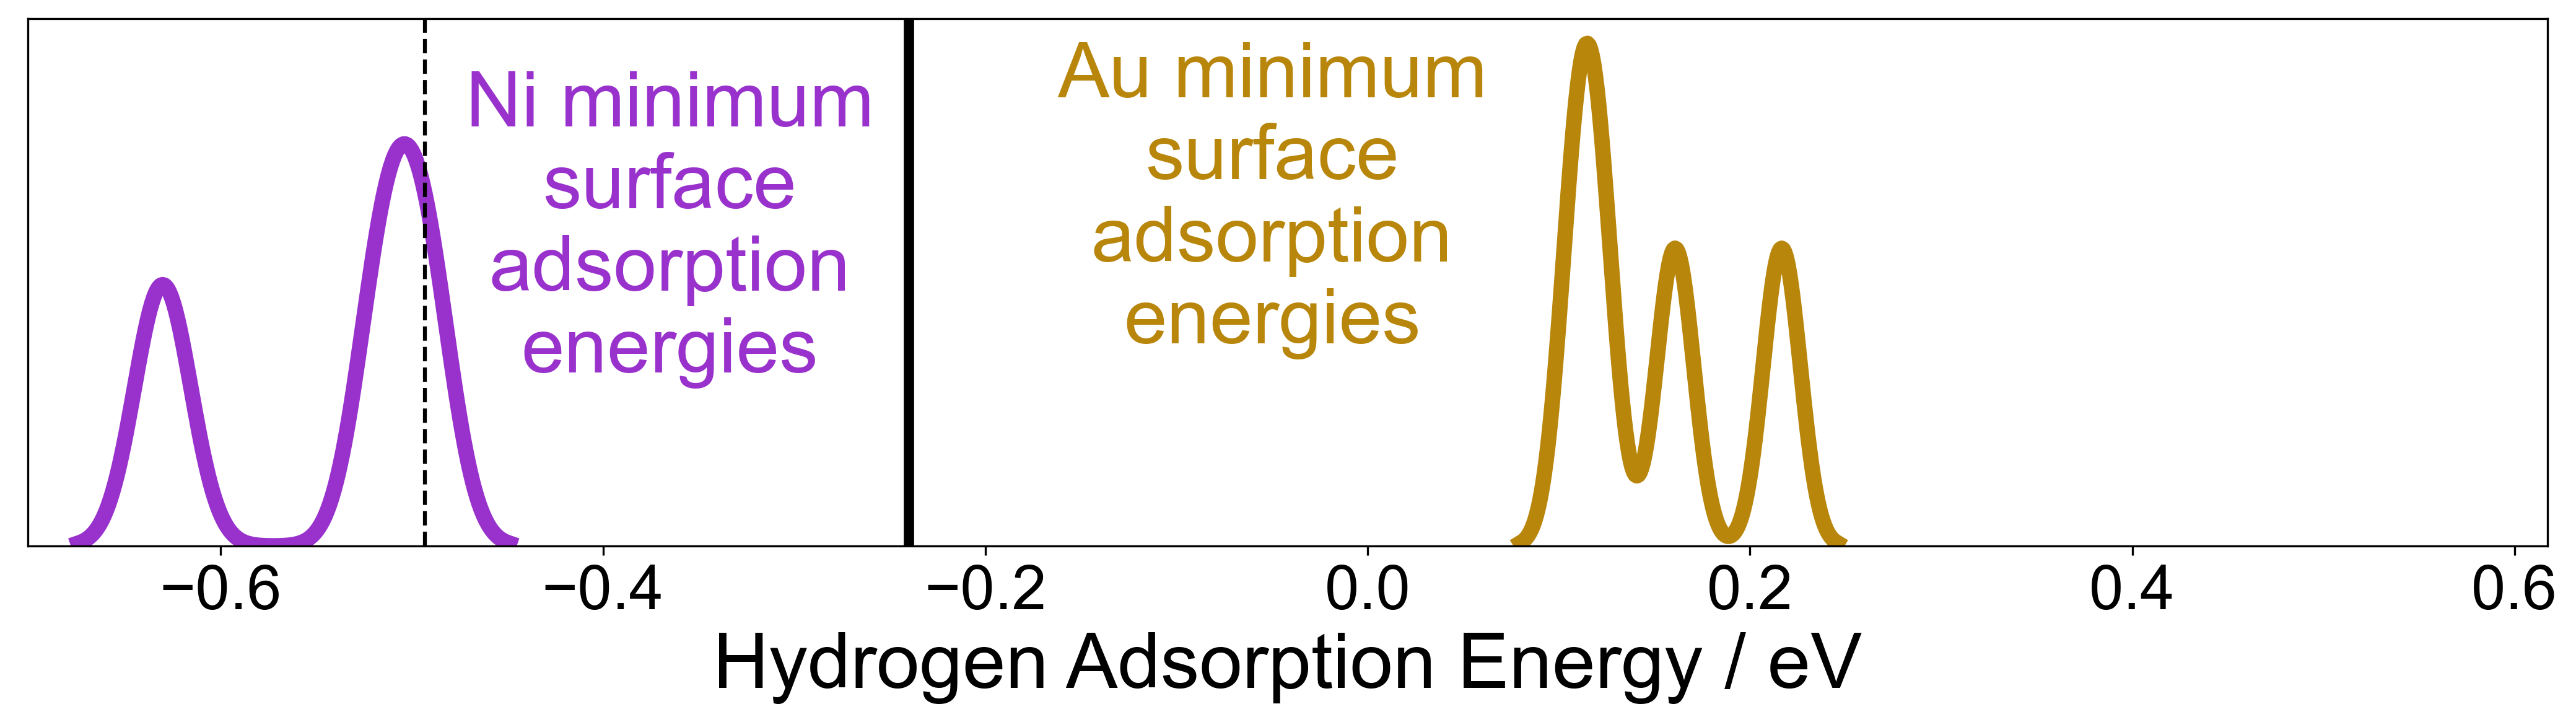 Ni minimum
surface
adsorption
energies
Au minimum
surface
adsorption
energies
−0.6 −0.4 −0.2 0.0 0.2 0.4 0.6
Hydrogen Adsorption Energy / eV